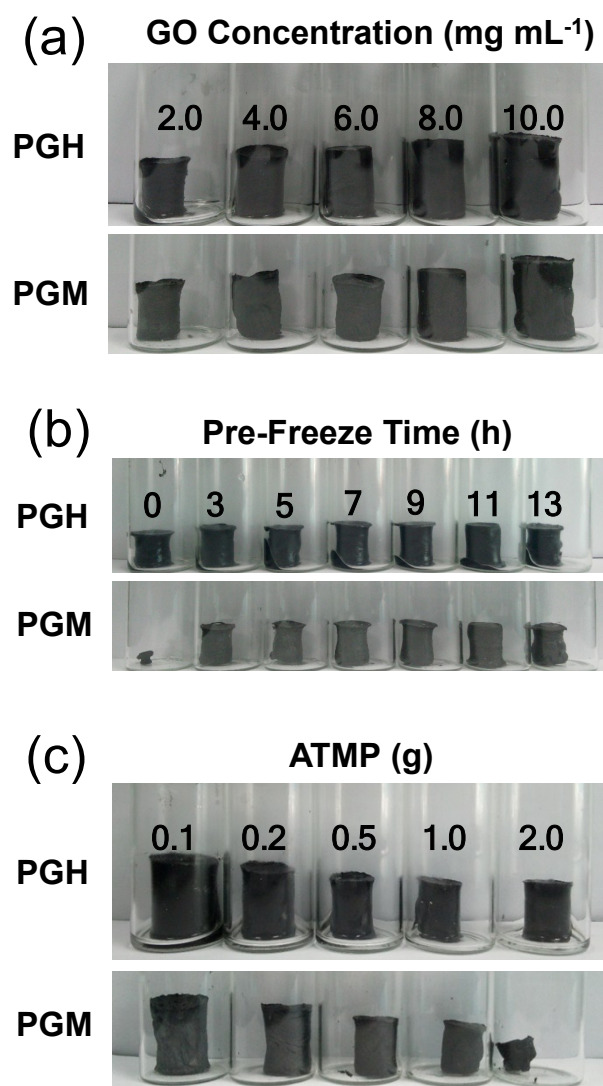 (a) GO Concentration (mg mL-1)
PGH 2.0 4.0 6.0 8.0 10.0
PGM
(b) Pre-Freeze Time (h)
PGH 0 3 5 7 9 11 13
PGM
(c) ATMP (g)
PGH 0.1 0.2 0.5 1.0 2.0
PGM